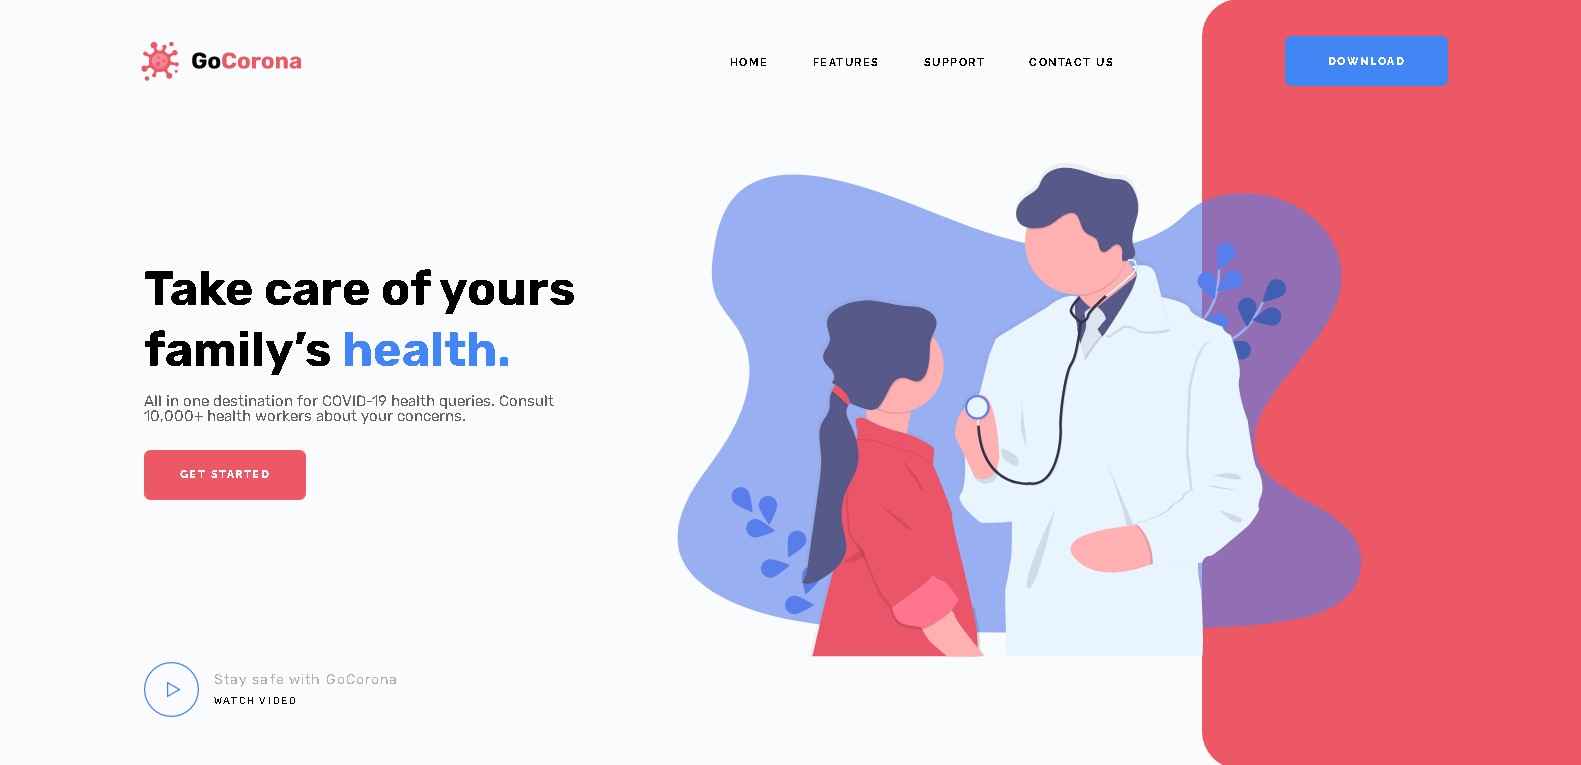 GoCorona
HOME FEATURES SUPPORT CONTACT US DOWNLOAD
Take care of yours
family's health.
All in one destination for COVID-19 health queries. Consult
10,000+ health workers about your concerns.
GET STARTED
Stay safe with GoCorona
WATCH VIDEO